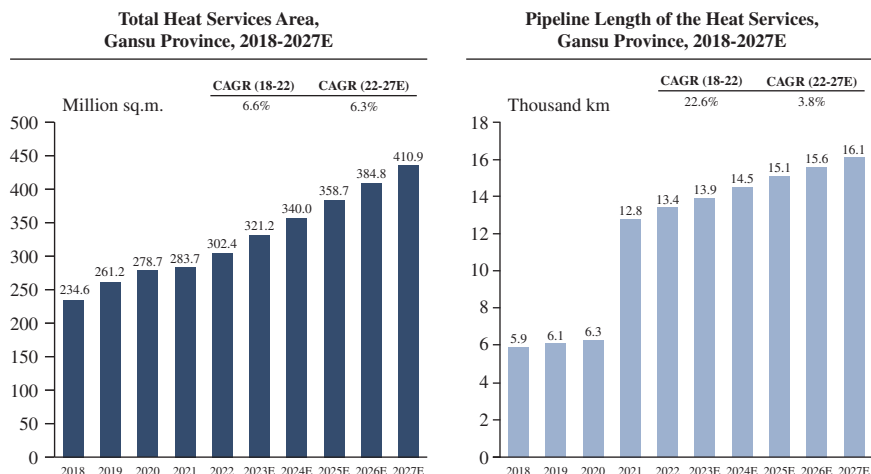 Total Heat Services Area,
Gansu Province, 2018-2027E
CAGR (18-22) CAGR (22-27E)
Million sq.m. 6.6% 6.3%
500
450
400
350
300
250
200
150
100
50
0
234.6 261.2 278.7 283.7 302.4 321.2 340.0 358.7 384.8 410.9
2018 2019 2020 2021 2022 2023E 2024E 2025E 2026E 2027E
Pipeline Length of the Heat Services,
Gansu Province, 2018-2027E
CAGR (18-22) CAGR (22-27E)
Thousand km 22.6% 3.8%
18
16
14
12
10
8
6
4
2
0
5.9 6.1 6.3 12.8 13.4 13.9 14.5 15.1 15.6 16.1
2018 2019 2020 2021 2022 2023E 2024E 2025E 2026E 2027E